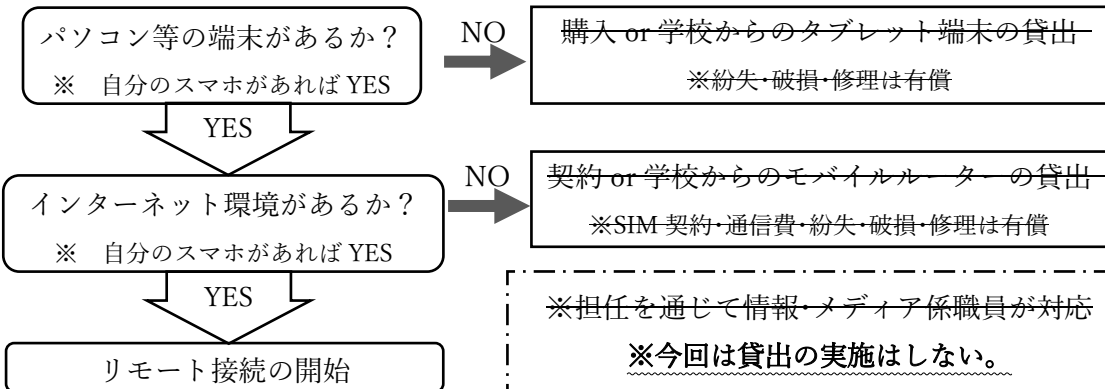 パソコン等の端末があるか？
※　自分のスマホがあれば YES
NO
購入 or 学校からのタブレット端末の貸出
※紛失・破損・修理は有償
YES
インターネット環境があるか？
※　自分のスマホがあれば YES
NO
契約 or 学校からのモバイルルーターの貸出
※SIM 契約・通信費・紛失・破損・修理は有償
YES
リモート接続の開始
※担任を通じて情報・メディア係職員が対応
※今回は貸出の実施はしない。